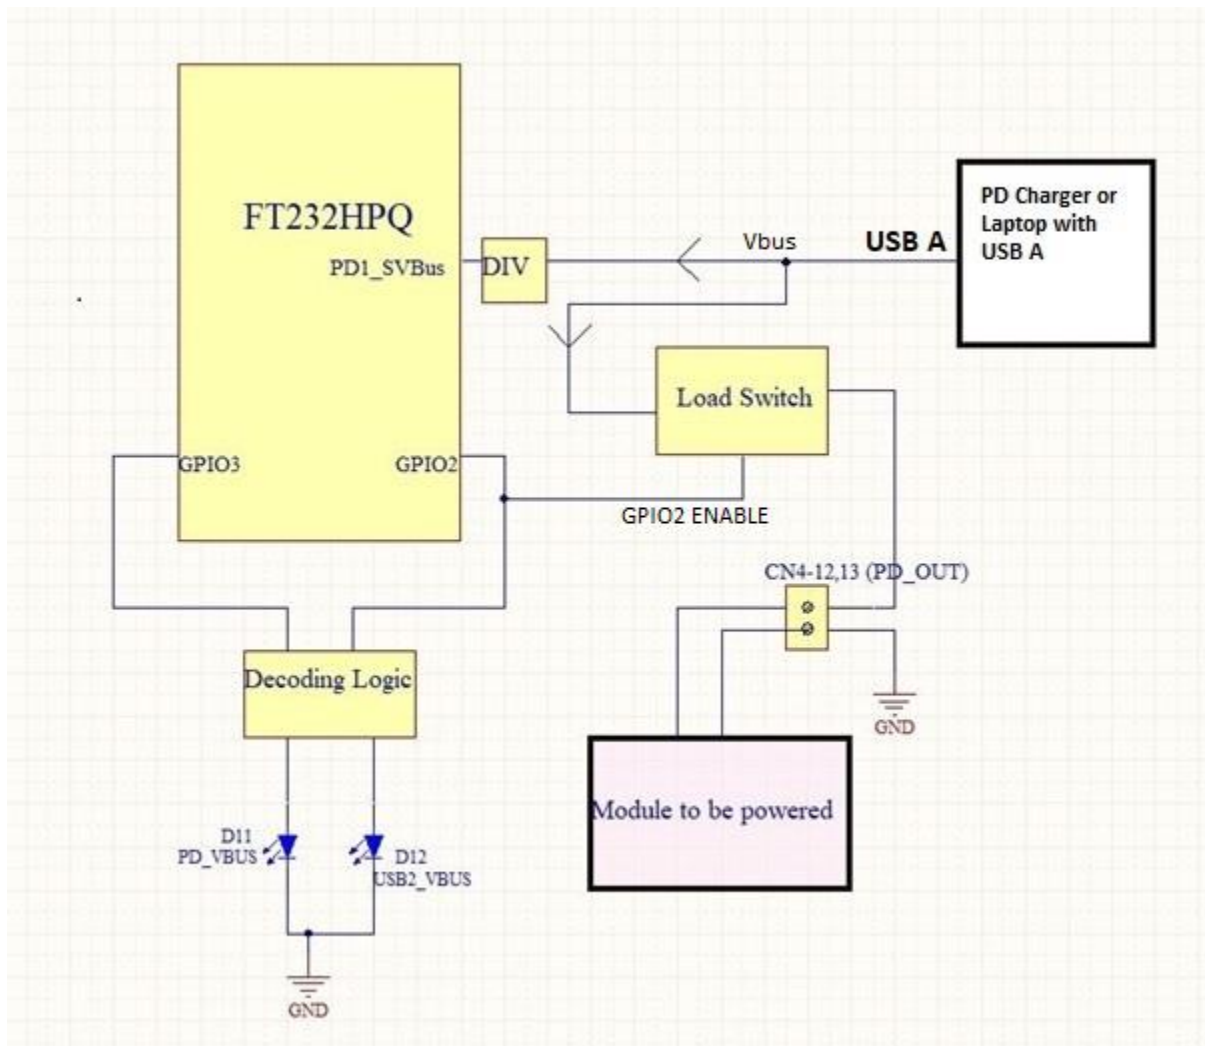 FT232HPQ
PD1_SVBus
DIV
Vbus
USB A
PD Charger or
Laptop with
USB A
Load Switch
GPIO3
GPIO2
GPIO2 ENABLE
CN4-12,13 (PD_OUT)
Decoding Logic
GND
Module to be powered
D11
PD_VBUS
D12
USB2_VBUS
GND